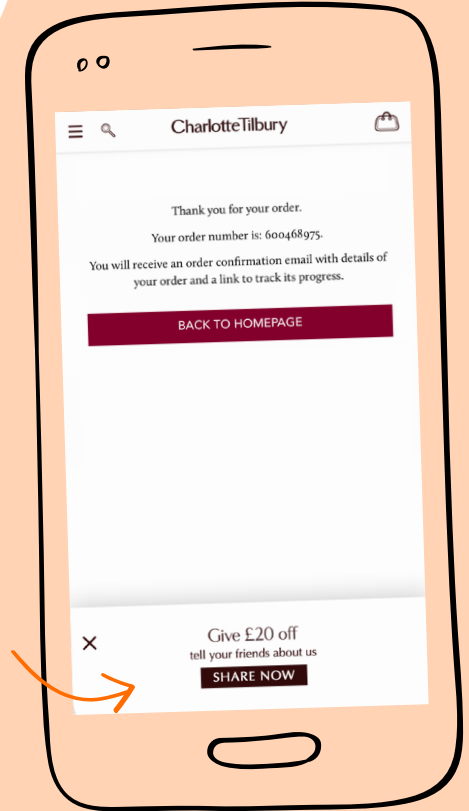 CharlotteTilbury
Thank you for your order.
Your order number is: 600468975.
You will receive an order confirmation email with details of
your order and a link to track its progress.
BACK TO HOMEPAGE
Give £20 off
tell your friends about us
SHARE NOW